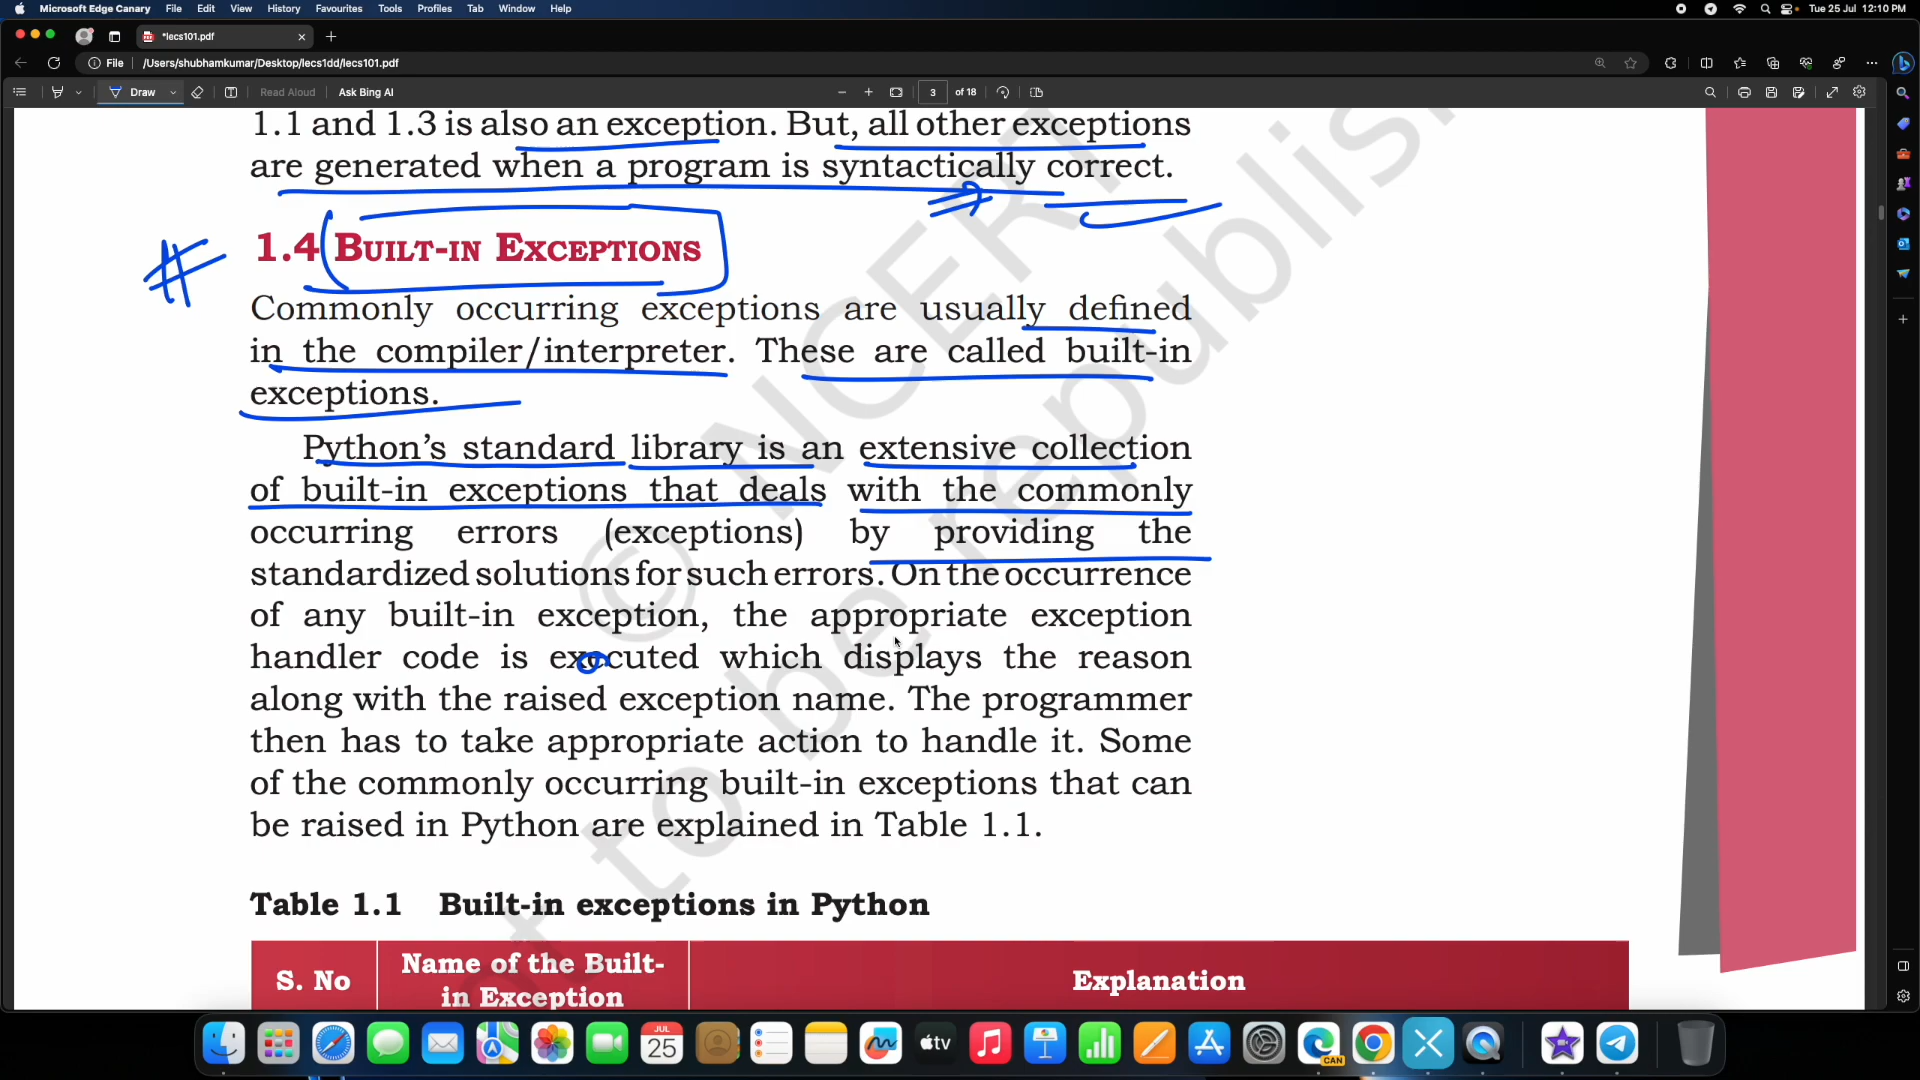 Microsoft Edge Canary File Edit View History Favourites Tools Profiles Tab Window Help Tue 25 Jul 12:10 PM
*lecs101.pdf
File /Users/shubhamkumar/Desktop/lecs1dd/lecs101.pdf
Draw Read Aloud Ask Bing AI 3 of 18
1.1 and 1.3 is also an exception. But, all other exceptions
are generated when a program is syntactically correct.
# 1.4 Built-in Exceptions
Commonly occurring exceptions are usually defined
in the compiler/interpreter. These are called built-in
exceptions.
Python’s standard library is an extensive collection
of built-in exceptions that deals with the commonly
occurring errors (exceptions) by providing the
standardized solutions for such errors. On the occurrence
of any built-in exception, the appropriate exception
handler code is executed which displays the reason
along with the raised exception name. The programmer
then has to take appropriate action to handle it. Some
of the commonly occurring built-in exceptions that can
be raised in Python are explained in Table 1.1.
© NCERT
to be republis
Table 1.1 Built-in exceptions in Python
S. No Name of the Built-
in Exception Explanation
JUL
25
tv
CAN